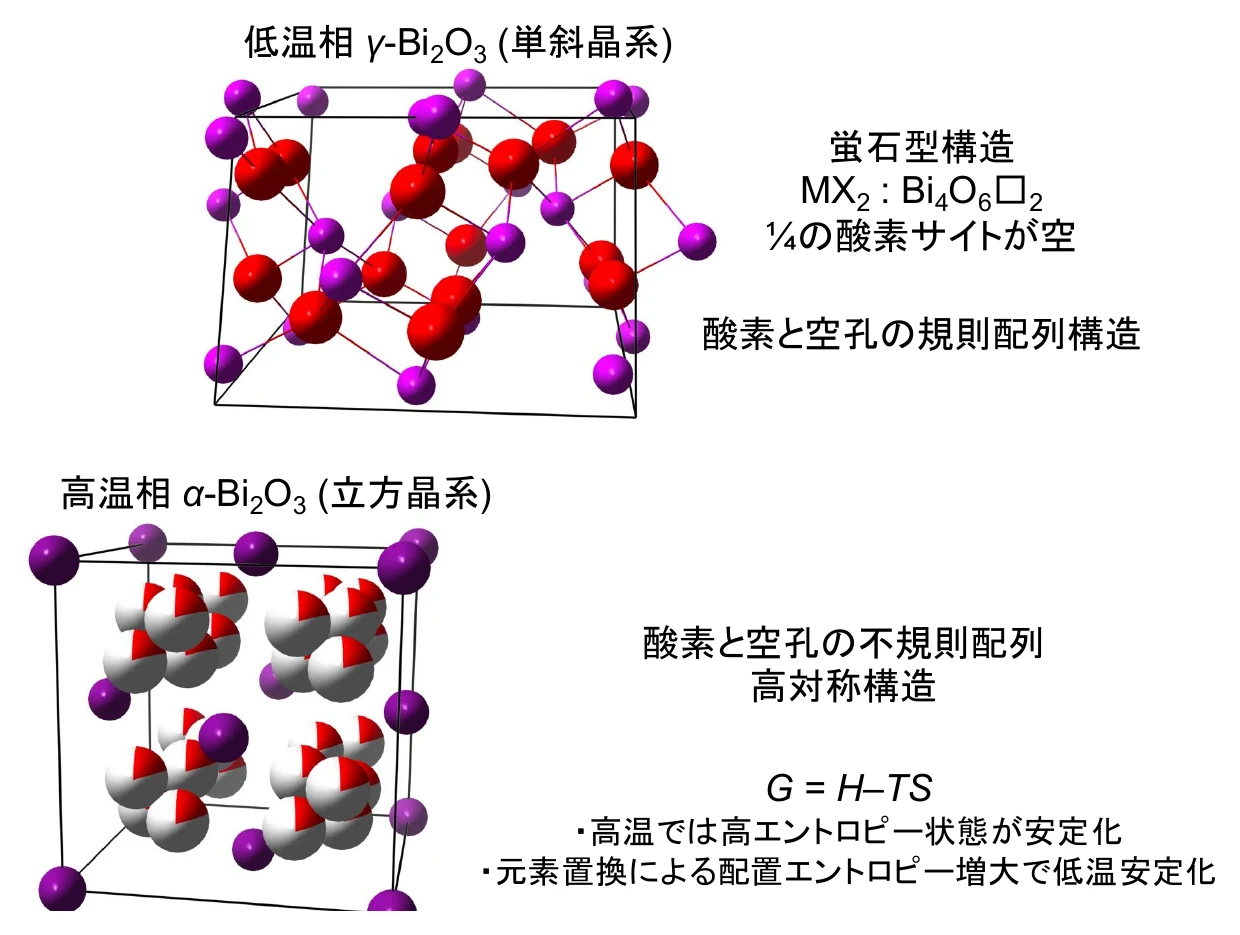 低温相 γ-Bi₂O₃ (単斜晶系)
蛍石型構造
MX₂ : Bi₄O₆□₂
¼の酸素サイトが空
酸素と空孔の規則配列構造
高温相 α-Bi₂O₃ (立方晶系)
酸素と空孔の不規則配列
高対称構造
G = H–TS
・高温では高エントロピー状態が安定化
・元素置換による配置エントロピー増大で低温安定化